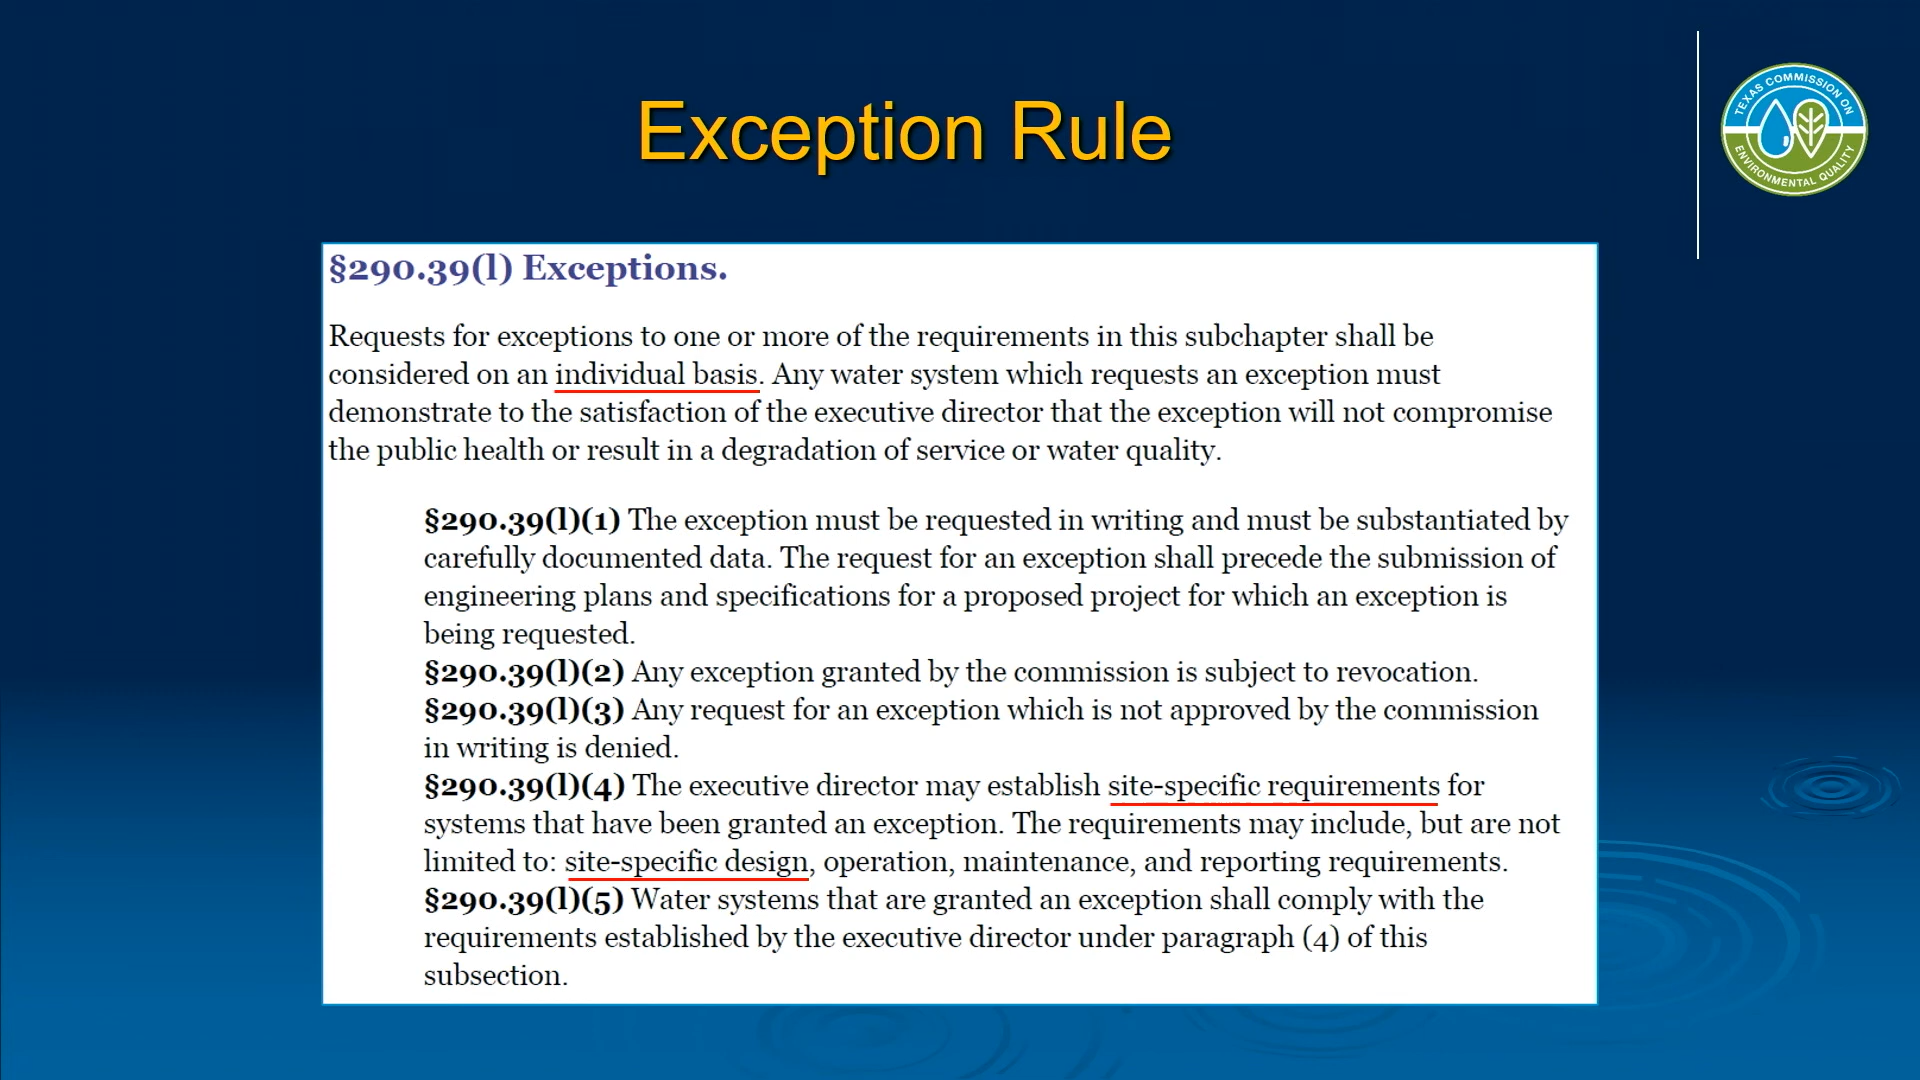 Exception Rule
TEXAS COMMISSION ON
ENVIRONMENTAL QUALITY
§290.39(l) Exceptions.
Requests for exceptions to one or more of the requirements in this subchapter shall be
considered on an individual basis. Any water system which requests an exception must
demonstrate to the satisfaction of the executive director that the exception will not compromise
the public health or result in a degradation of service or water quality.
§290.39(l)(1) The exception must be requested in writing and must be substantiated by
carefully documented data. The request for an exception shall precede the submission of
engineering plans and specifications for a proposed project for which an exception is
being requested.
§290.39(l)(2) Any exception granted by the commission is subject to revocation.
§290.39(l)(3) Any request for an exception which is not approved by the commission
in writing is denied.
§290.39(l)(4) The executive director may establish site-specific requirements for
systems that have been granted an exception. The requirements may include, but are not
limited to: site-specific design, operation, maintenance, and reporting requirements.
§290.39(l)(5) Water systems that are granted an exception shall comply with the
requirements established by the executive director under paragraph (4) of this
subsection.